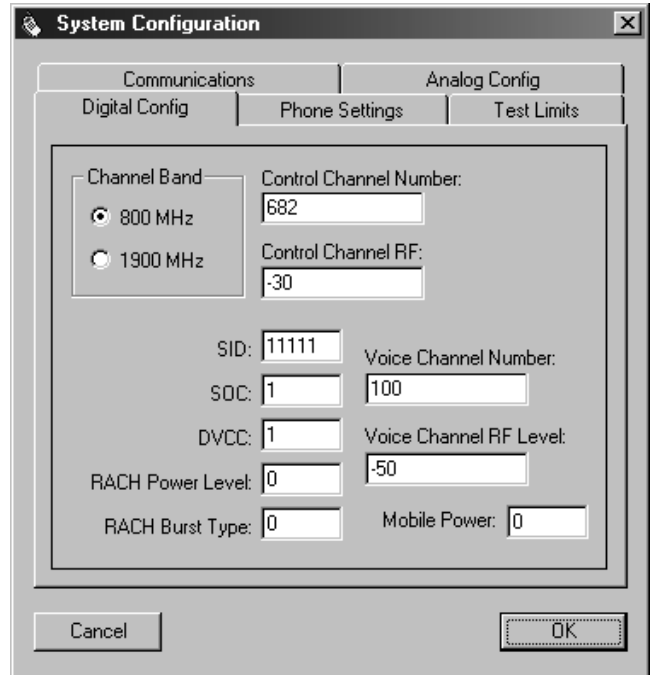 System Configuration
Communications Analog Config
Digital Config Phone Settings Test Limits
Channel Band
800 MHz
1900 MHz
Control Channel Number:
682
Control Channel RF:
-30
SID: 11111
SOC: 1
DVCC: 1
RACH Power Level: 0
RACH Burst Type: 0
Voice Channel Number:
100
Voice Channel RF Level:
-50
Mobile Power: 0
Cancel OK